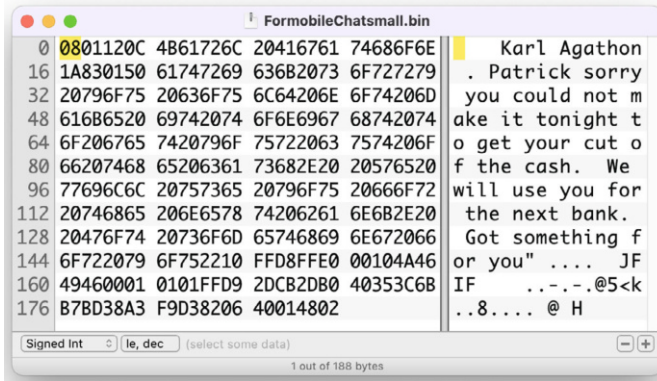 FormobileChatsmall.bin
0 0801120C 4B61726C 20416761 74686F6E Karl Agathon
16 1A830150 61747269 636B2073 6F727279 . Patrick sorry
32 20796F75 20636F75 6C64206E 6F74206D you could not m
48 616B6520 69742074 6F6E6967 68742074 ake it tonight t
64 6F206765 7420796F 75722063 7574206F o get your cut o
80 66207468 65206361 73682E20 20576520 f the cash. We
96 77696C6C 20757365 20796F75 20666F72 will use you for
112 20746865 206E6578 74206261 6E6B2E20 the next bank.
128 20476F74 20736F6D 65746869 6E672066 Got something f
144 6F722079 6F752210 FFD8FFE0 00104A46 or you" .... JF
160 49460001 0101FFD9 2DCB2DB0 40353C6B IF ..-.-.@5<k
176 B7BD38A3 F9D38206 40014802 ..8.... @ H
Signed Int le, dec (select some data)
1 out of 188 bytes